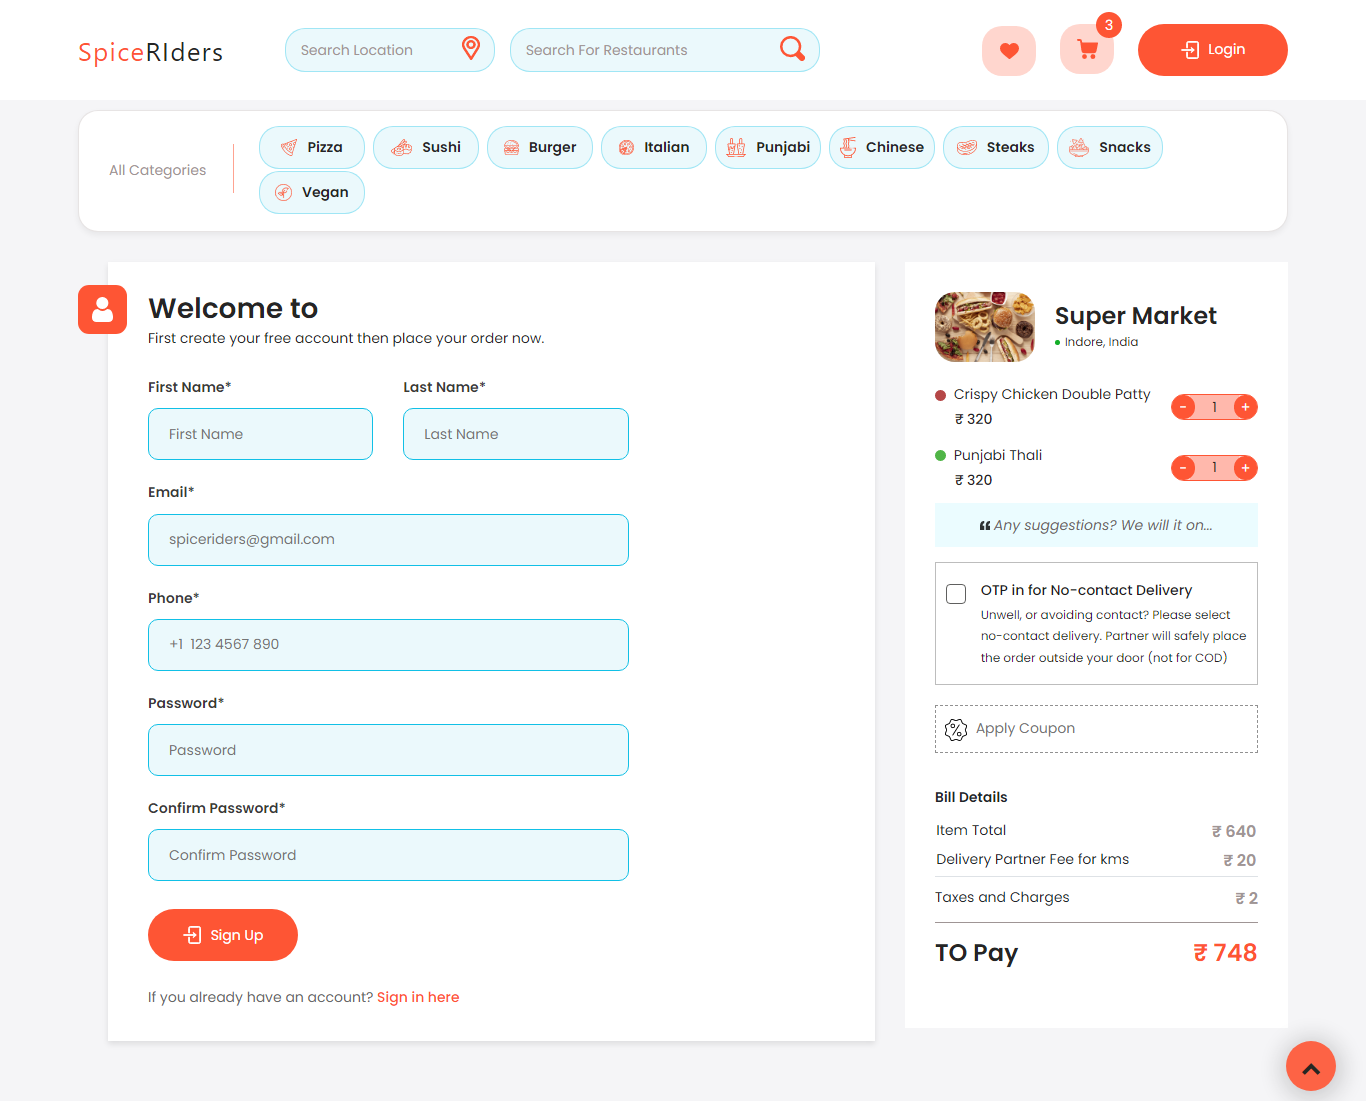 SpiceRIders
Search Location
Search For Restaurants
3
Login
All Categories
Pizza
Sushi
Burger
Italian
Punjabi
Chinese
Steaks
Snacks
Vegan
Welcome to
First create your free account then place your order now.
First Name*
Last Name*
First Name
Last Name
Email*
spiceriders@gmail.com
Phone*
+1 123 4567 890
Password*
Password
Confirm Password*
Confirm Password
Sign Up
If you already have an account? Sign in here
Super Market
Indore, India
Crispy Chicken Double Patty
₹ 320
- 1 +
Punjabi Thali
₹ 320
- 1 +
❝ Any suggestions? We will it on...
OTP in for No-contact Delivery
Unwell, or avoiding contact? Please select
no-contact delivery. Partner will safely place
the order outside your door (not for COD)
% Apply Coupon
Bill Details
Item Total ₹ 640
Delivery Partner Fee for kms ₹ 20
Taxes and Charges ₹ 2
TO Pay ₹ 748